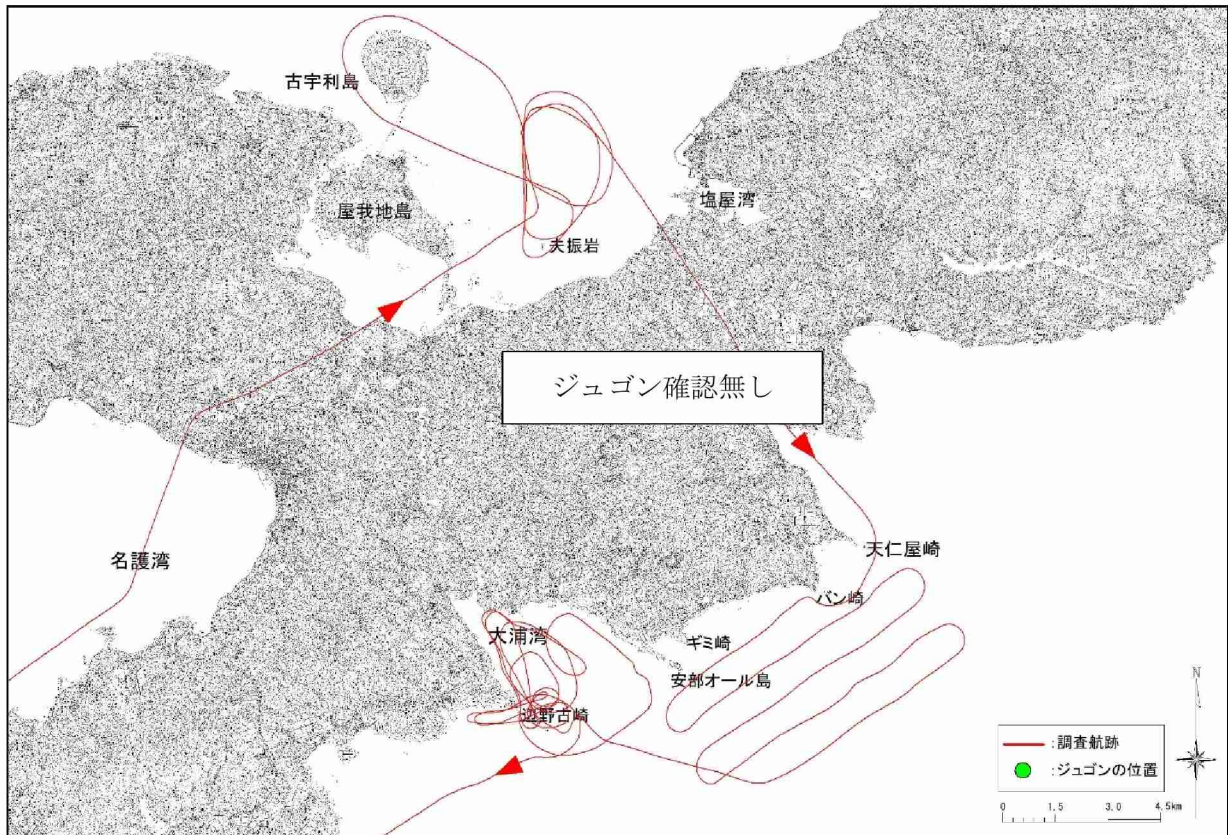 古宇利島
屋我地島
塩屋湾
夫振岩
ジュゴン確認無し
名護湾
天仁屋崎
バン崎
大浦湾
ギミ崎
安部オール島
辺野古崎
N
:調査航跡
:ジュゴンの位置
0 1.5 3.0 4.5km